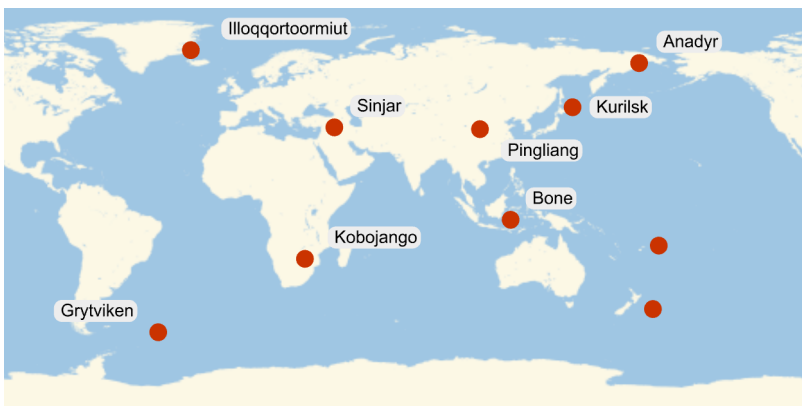 Illoqqortoormiut
Anadyr
Sinjar
Kurilsk
Pingliang
Bone
Kobojango
Grytviken